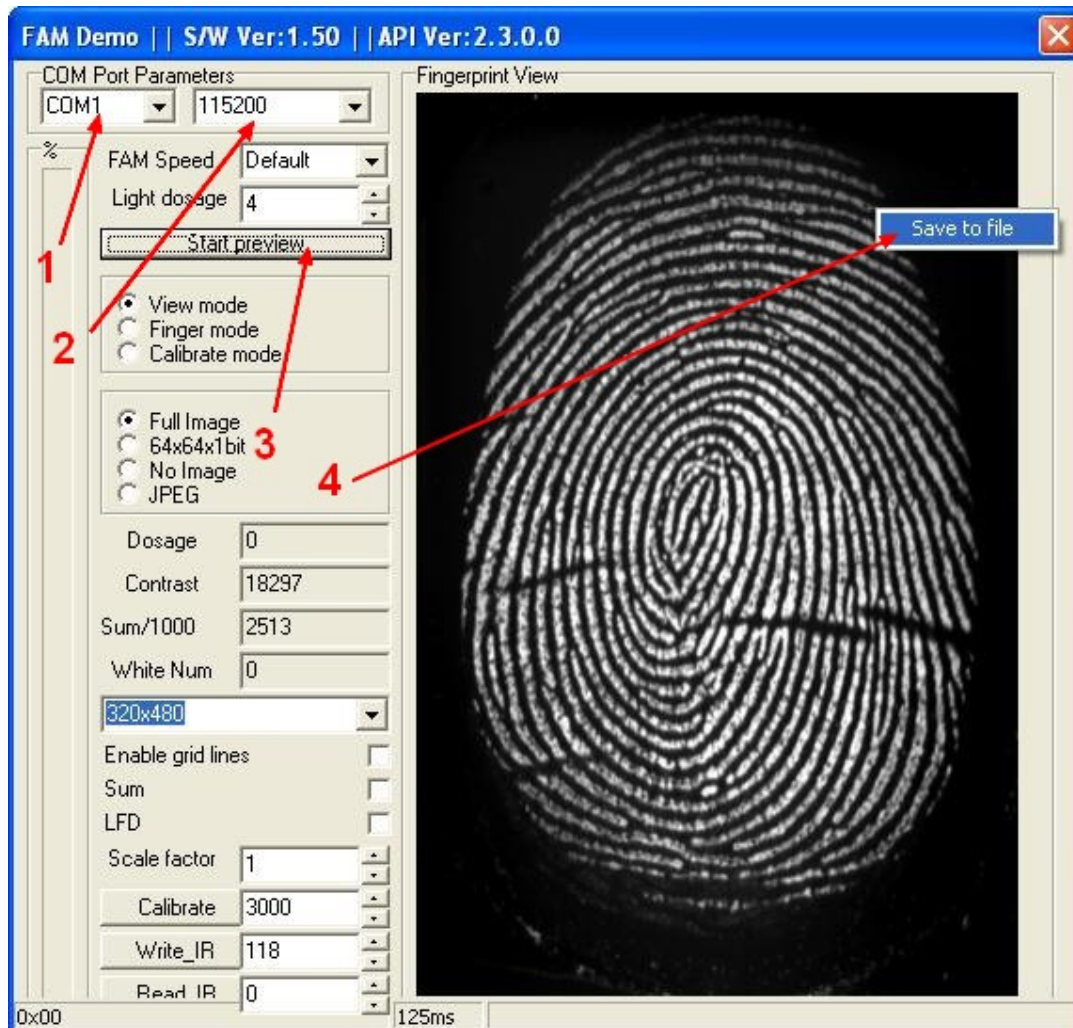 FAM Demo || S/W Ver:1.50 ||API Ver:2.3.0.0
COM Port Parameters
COM1
115200
Fingerprint View
%
FAM Speed
Default
Light dosage
4
Start preview
Save to file
1
2
View mode
Finger mode
Calibrate mode
Full Image
64x64x1bit
3
No Image
4
JPEG
Dosage
0
Contrast
18297
Sum/1000
2513
White Num
0
320x480
Enable grid lines
Sum
LFD
Scale factor
1
Calibrate
3000
Write_IR
118
Read_IR
0
0x00
125ms